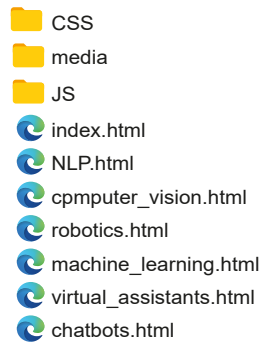 CSS
media
JS
index.html
NLP.html
cpmputer_vision.html
robotics.html
machine_learning.html
virtual_assistants.html
chatbots.html